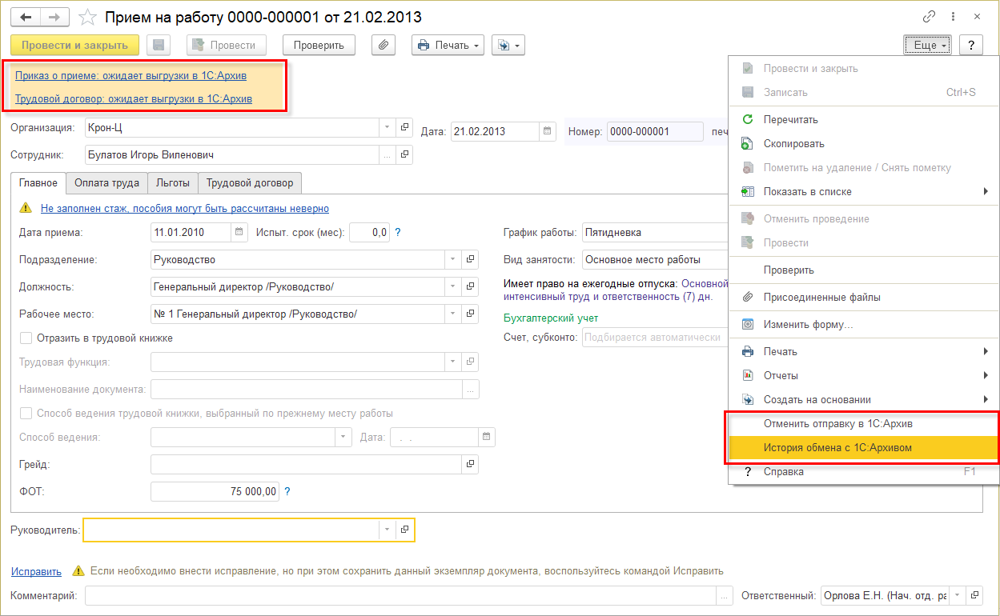 Прием на работу 0000-000001 от 21.02.2013
Провести и закрыть Провести Проверить Печать Еще ?
Приказ о приеме: ожидает выгрузки в 1С:Архив
Трудовой договор: ожидает выгрузки в 1С:Архив
Организация: Крон-Ц Дата: 21.02.2013 Номер: 0000-000001 печ
Сотрудник: Булатов Игорь Виленович ...
Главное Оплата труда Льготы Трудовой договор
Не заполнен стаж, пособия могут быть рассчитаны неверно
Дата приема: 11.01.2010 Испыт. срок (мес): 0,0 ? График работы: Пятидневка
Подразделение: Руководство Вид занятости: Основное место работы
Должность: Генеральный директор /Руководство/ Имеет право на ежегодные отпуска: Основной
интенсивный труд и ответственность (7) дн.
Рабочее место: № 1 Генеральный директор /Руководство/ Бухгалтерский учет
Отразить в трудовой книжке Счет, субконто: Подбирается автоматически
Трудовая функция:
Наименование документа: ...
Способ ведения трудовой книжки, выбранный по прежнему месту работы
Способ ведения: Дата: . .
Грейд:
ФОТ: 75 000,00 ?
Руководитель:
Исправить Если необходимо внести исправление, но при этом сохранить данный экземпляр документа, воспользуйтесь командой Исправить
Комментарий: ... Ответственный: Орлова Е.Н. (Нач. отд. ра
Провести и закрыть
Записать Ctrl+S
Перечитать
Скопировать
Пометить на удаление / Снять пометку
Показать в списке
Отменить проведение
Провести
Проверить
Присоединенные файлы
Изменить форму...
Печать
Отчеты
Создать на основании
Отменить отправку в 1С:Архив
История обмена с 1С:Архивом
? Справка F1